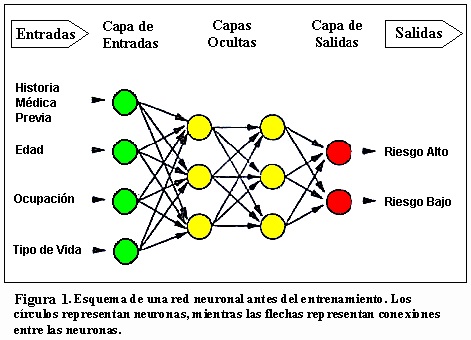 Entradas
Capa de
Entradas
Capas
Ocultas
Capa de
Salidas
Salidas
Historia
Médica
Previa
Edad
Ocupación
Tipo de Vida
Riesgo Alto
Riesgo Bajo
Figura 1. Esquema de una red neuronal antes del entrenamiento. Los
círculos representan neuronas, mientras las flechas representan conexiones
entre las neuronas.